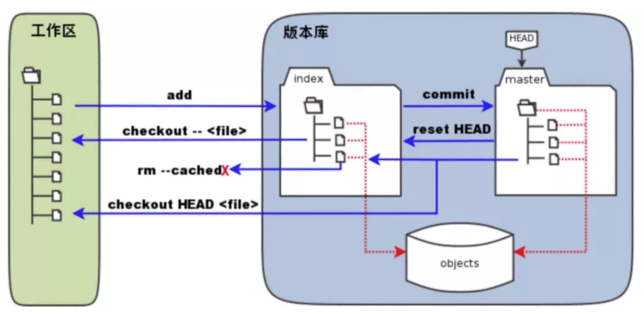 工作区
版本库
HEAD
index
master
add
commit
checkout -- <file>
reset HEAD
rm --cached
X
checkout HEAD <file>
objects